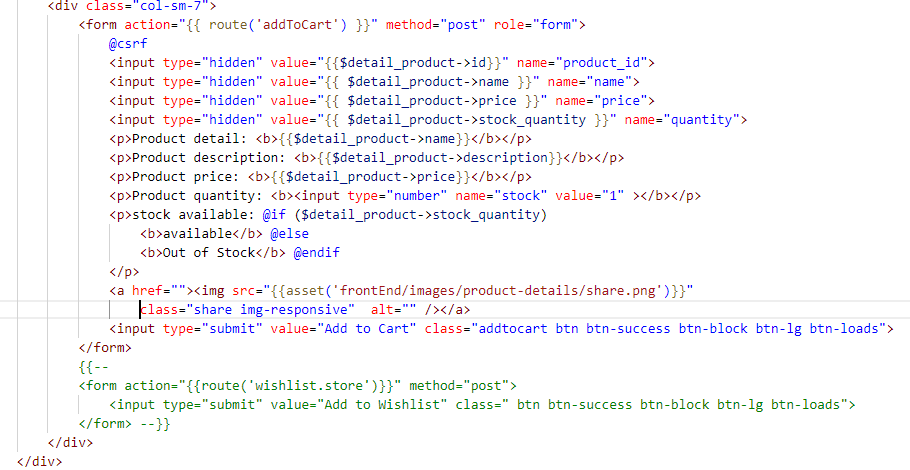 <div class="col-sm-7">
<form action="{{ route('addToCart') }}" method="post" role="form">
@csrf
<input type="hidden" value="{{$detail_product->id}}" name="product_id">
<input type="hidden" value="{{ $detail_product->name }}" name="name">
<input type="hidden" value="{{ $detail_product->price }}" name="price">
<input type="hidden" value="{{ $detail_product->stock_quantity }}" name="quantity">
<p>Product detail: <b>{{$detail_product->name}}</b></p>
<p>Product description: <b>{{$detail_product->description}}</b></p>
<p>Product price: <b>{{$detail_product->price}}</b></p>
<p>Product quantity: <b><input type="number" name="stock" value="1" ></b></p>
<p>stock available: @if ($detail_product->stock_quantity)
<b>available</b> @else
<b>Out of Stock</b> @endif
</p>
<a href=""><img src="{{asset('frontEnd/images/product-details/share.png')}}"
class="share img-responsive"  alt="" /></a>
<input type="submit" value="Add to Cart" class="addtocart btn btn-success btn-block btn-lg btn-loads">
</form>
{{--
<form action="{{route('wishlist.store')}}" method="post">
<input type="submit" value="Add to Wishlist" class=" btn btn-success btn-block btn-lg btn-loads">
</form> --}}
</div>
</div>